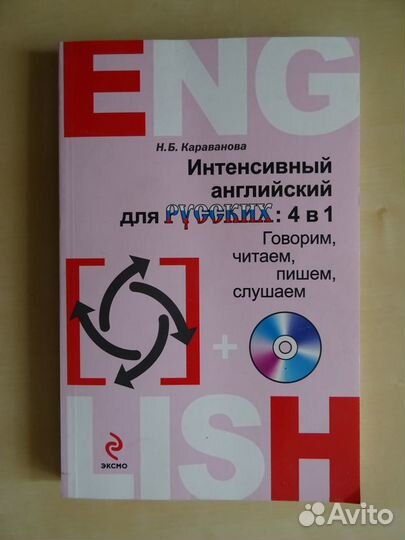 ENG
Н.Б. Караванова
Интенсивный
английский
для русских: 4 в 1
Говорим,
читаем,
пишем,
слушаем
+
ЭКСМО
LISH
Avito